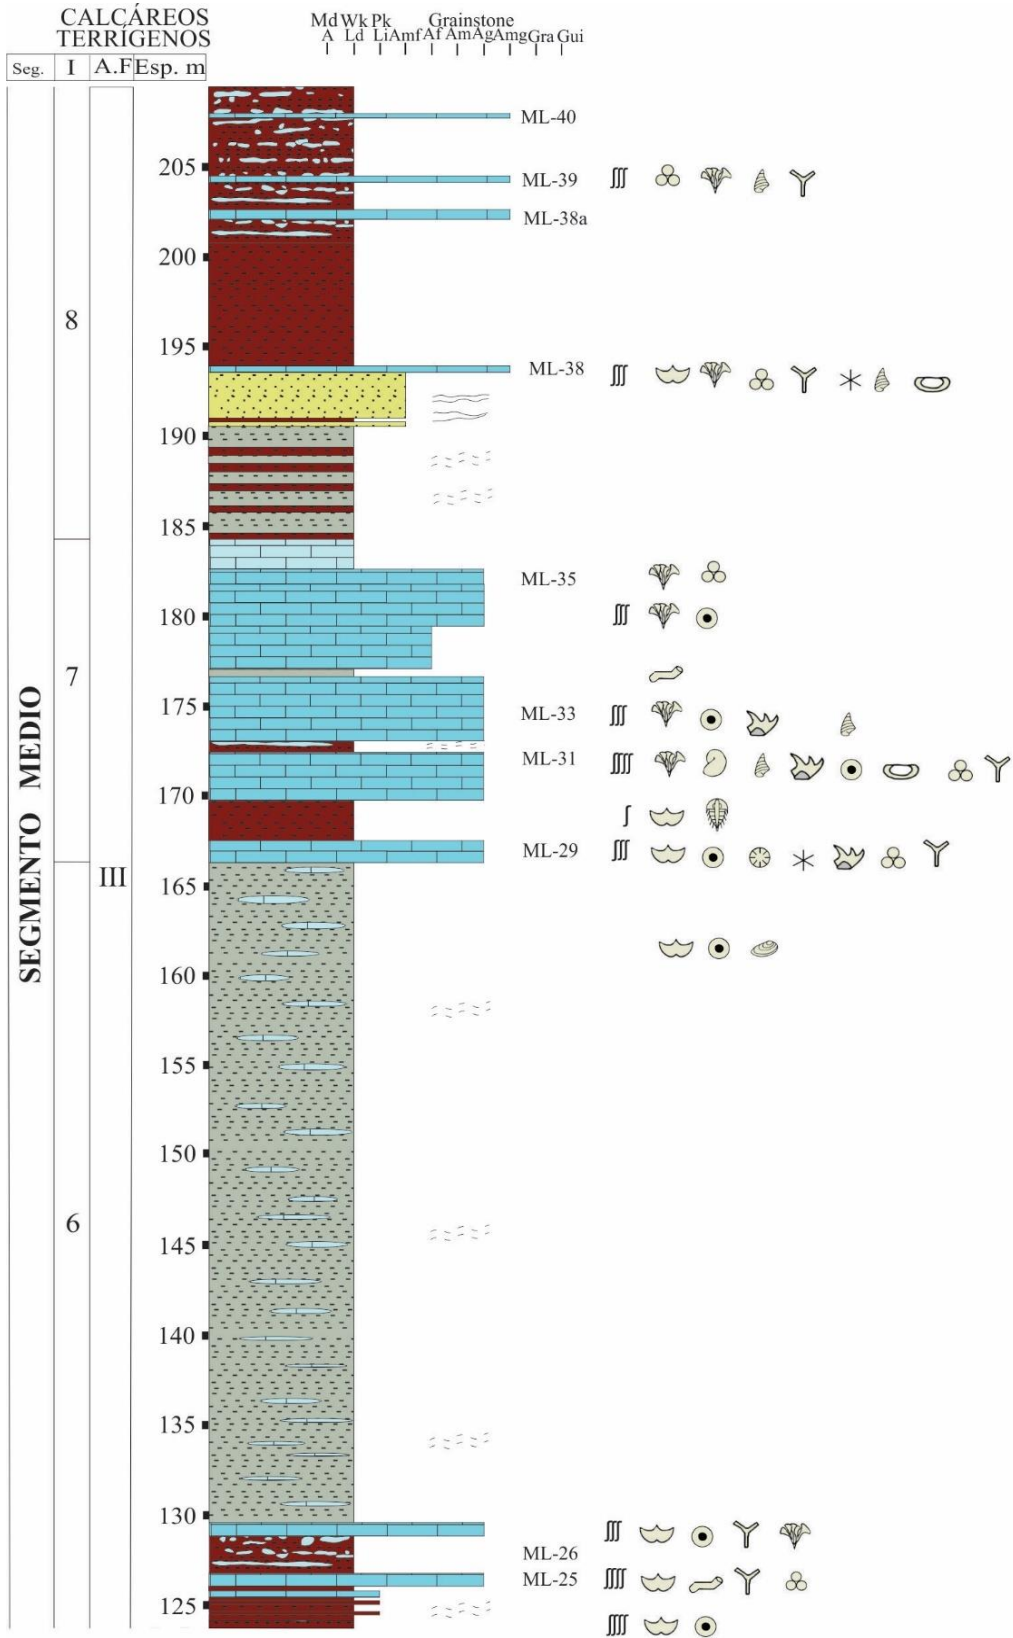 CALCÁREOS
TERRÍGENOS
Md Wk Pk Grainstone
A Ld Li Amf Af Am Ag Amg Gra Gui
Seg. I A.F Esp. m
ML-40
205
ML-39
ML-38a
200
8
195
ML-38
190
185
ML-35
180
7
175
ML-33
ML-31
170
ML-29
III
165
SEGMENTO MEDIO
160
155
150
6
145
140
135
130
ML-26
ML-25
125